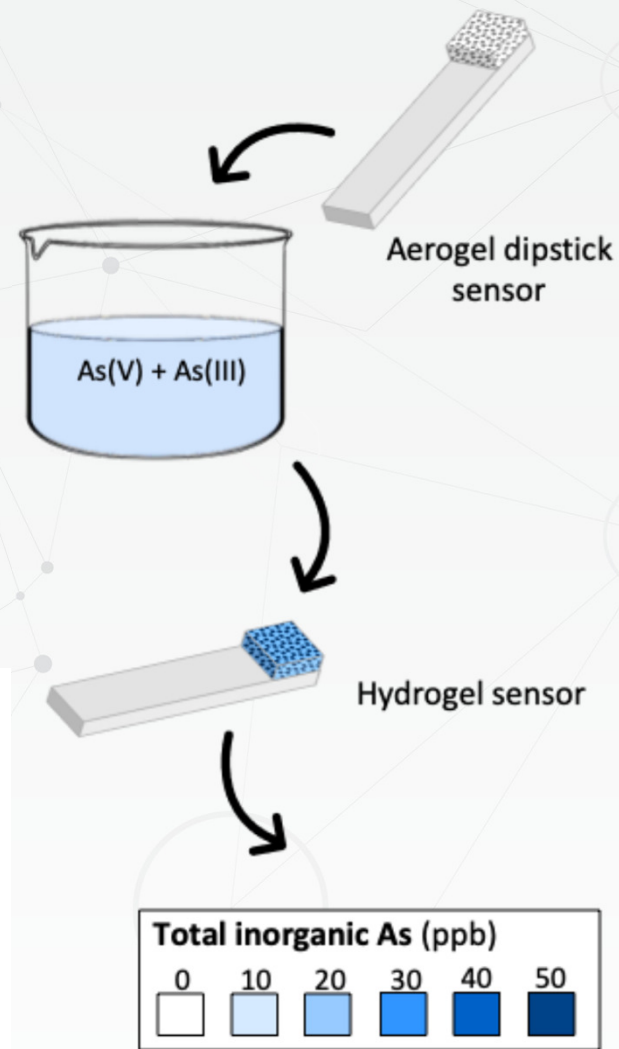 Aerogel dipstick
sensor
As(V) + As(III)
Hydrogel sensor
Total inorganic As (ppb)
0 10 20 30 40 50